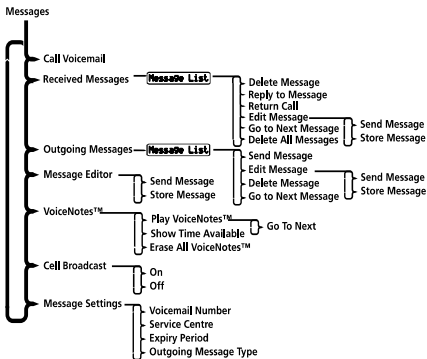 Messages
Call Voicemail
Received Messages
Message List
Delete Message
Reply to Message
Return Call
Edit Message
Go to Next Message
Delete All Messages
Send Message
Store Message
Outgoing Messages
Message List
Send Message
Edit Message
Delete Message
Go to Next Message
Send Message
Store Message
Message Editor
Send Message
Store Message
VoiceNotes™
Play VoiceNotes™
Show Time Available
Erase All VoiceNotes™
Go To Next
Cell Broadcast
On
Off
Message Settings
Voicemail Number
Service Centre
Expiry Period
Outgoing Message Type